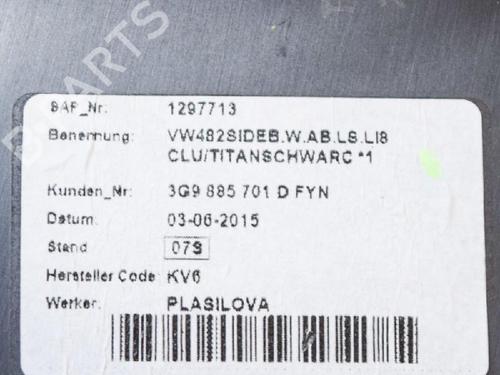 PARTS
SAP_Nr: 1297713
Benennung: VW482SIDEB.W.AB.LS.LI8
CLU/TITANSCHWARC *1
Kunden_Nr: 3G9 885 701 D FYN
Datum: 03-06-2015
Stand 07S
Hersteller Code: KV6
Werker: PLASILOVA